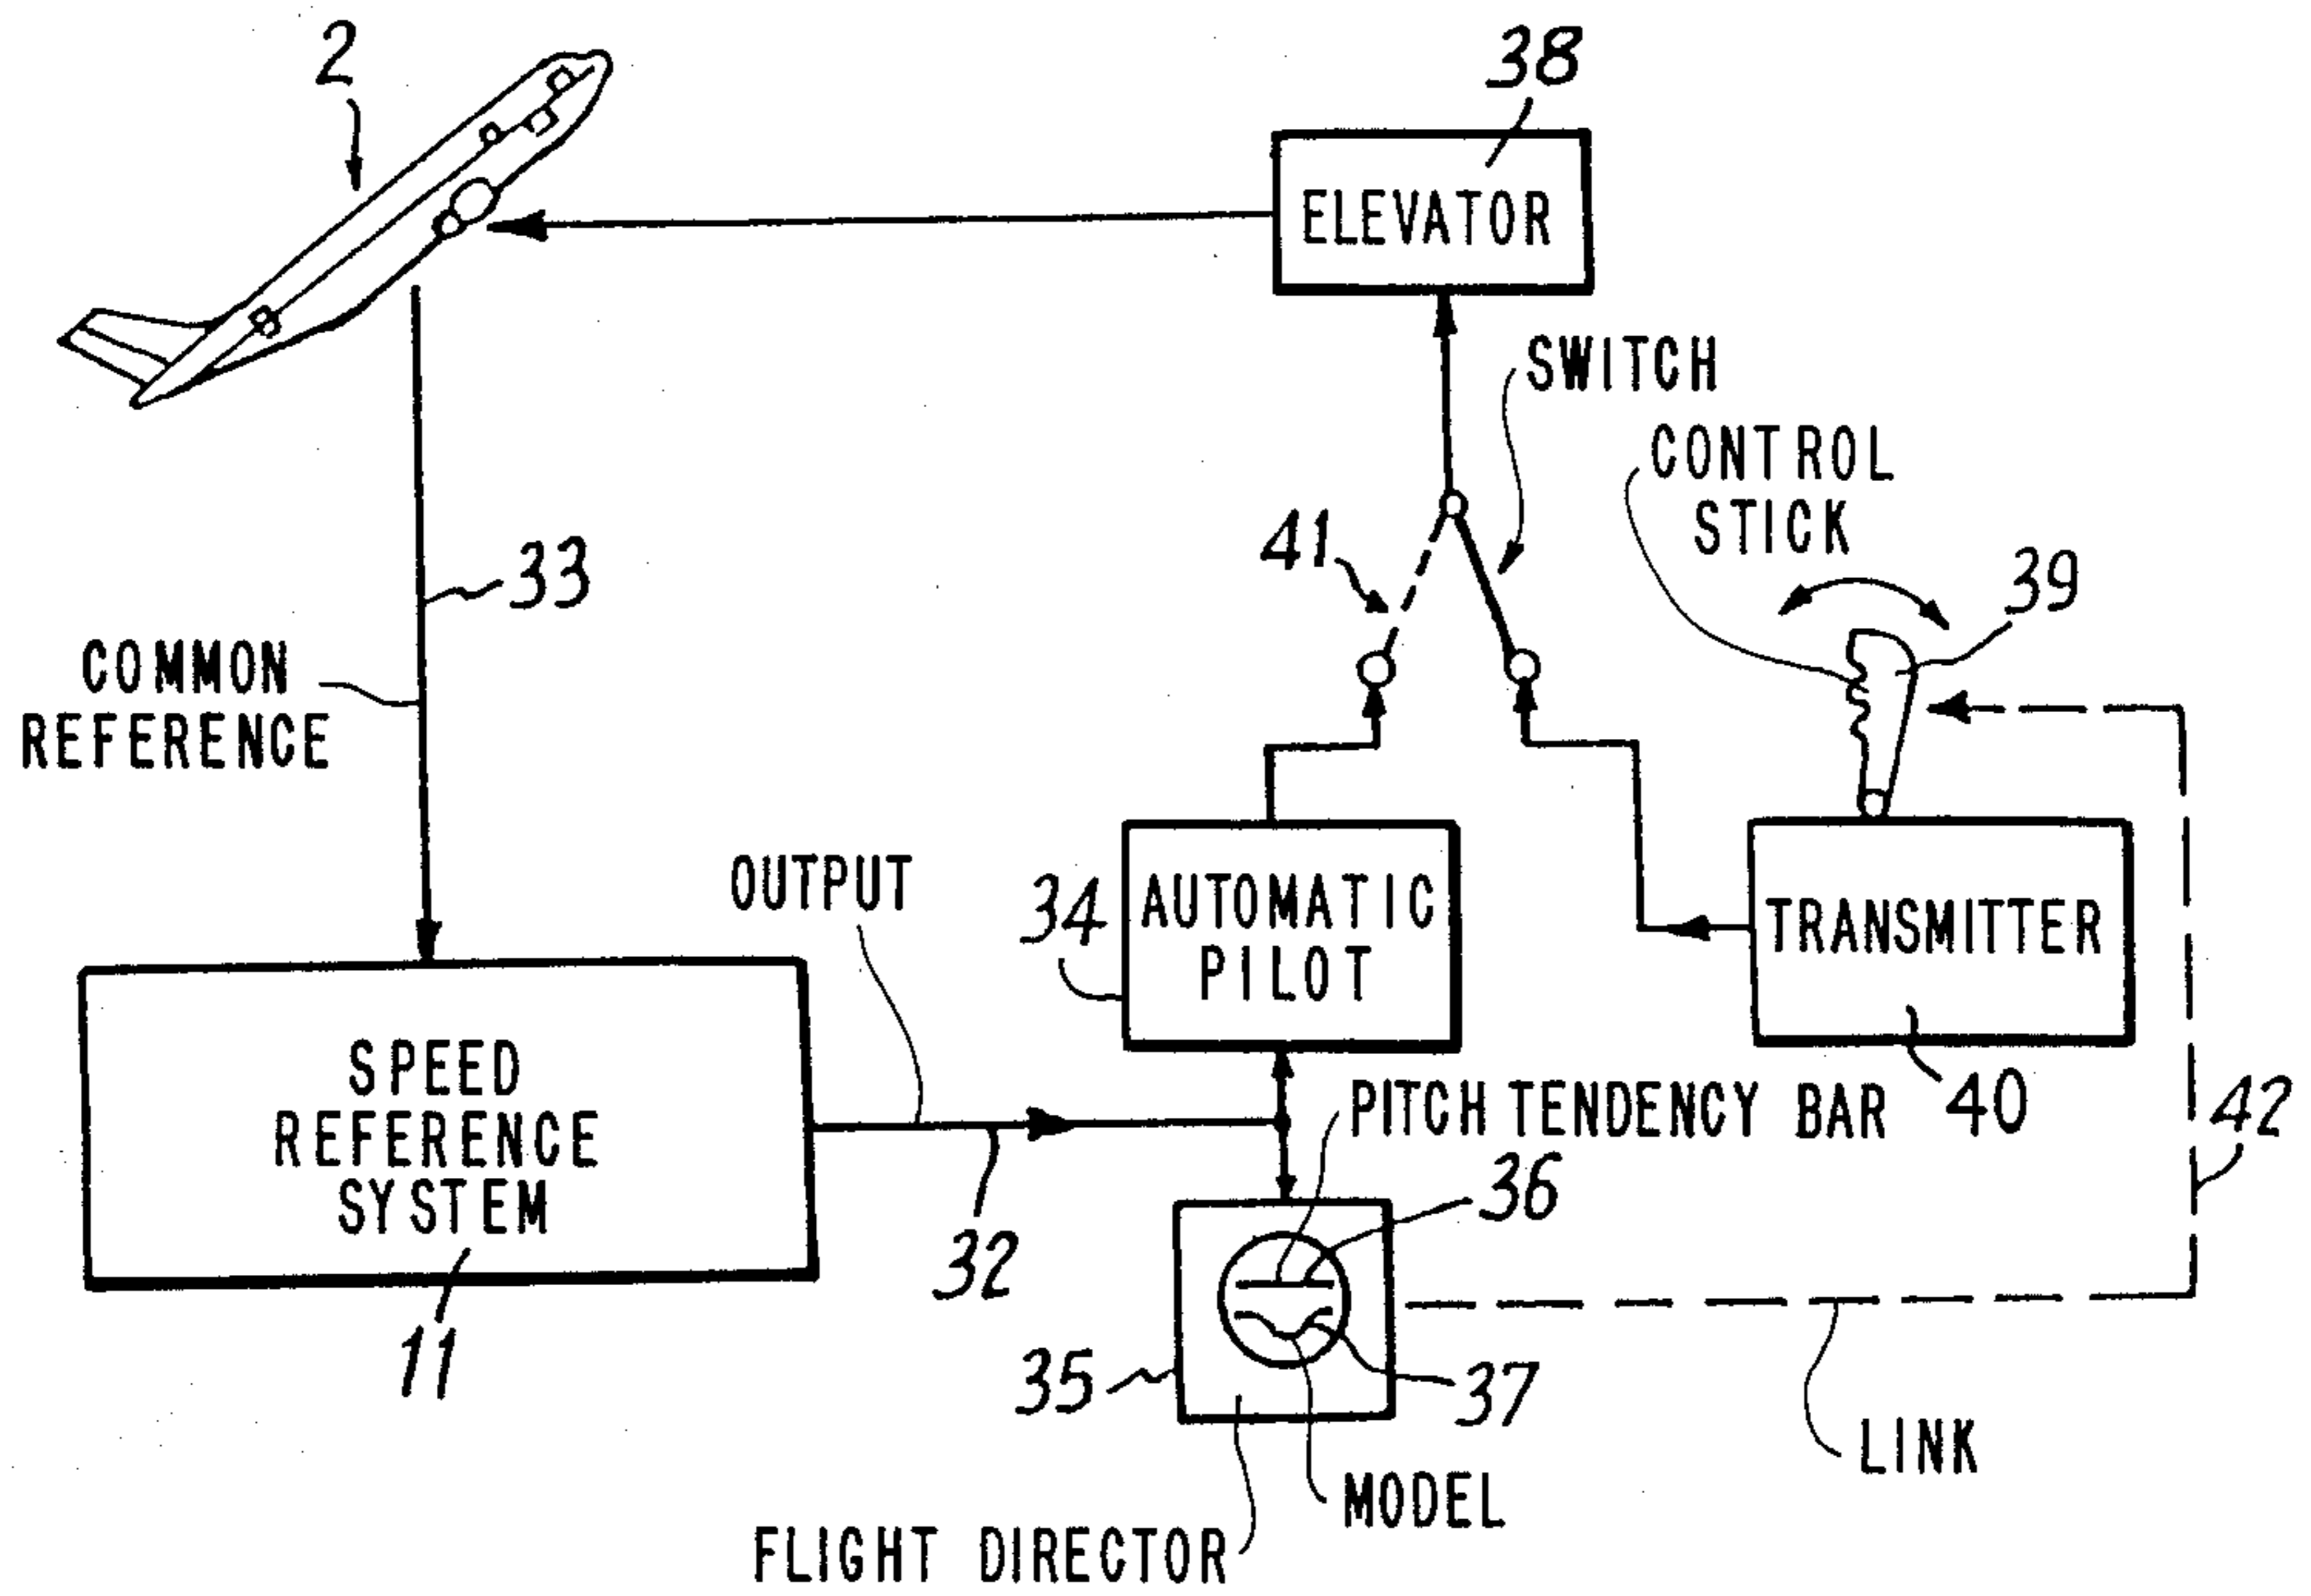 2
38
ELEVATOR
SWITCH
CONTROL
STICK
41
39
33
COMMON
REFERENCE
OUTPUT
34
AUTOMATIC
PILOT
TRANSMITTER
40
SPEED
REFERENCE
SYSTEM
PITCH TENDENCY BAR
42
36
32
11
35
37
LINK
MODEL
FLIGHT DIRECTOR